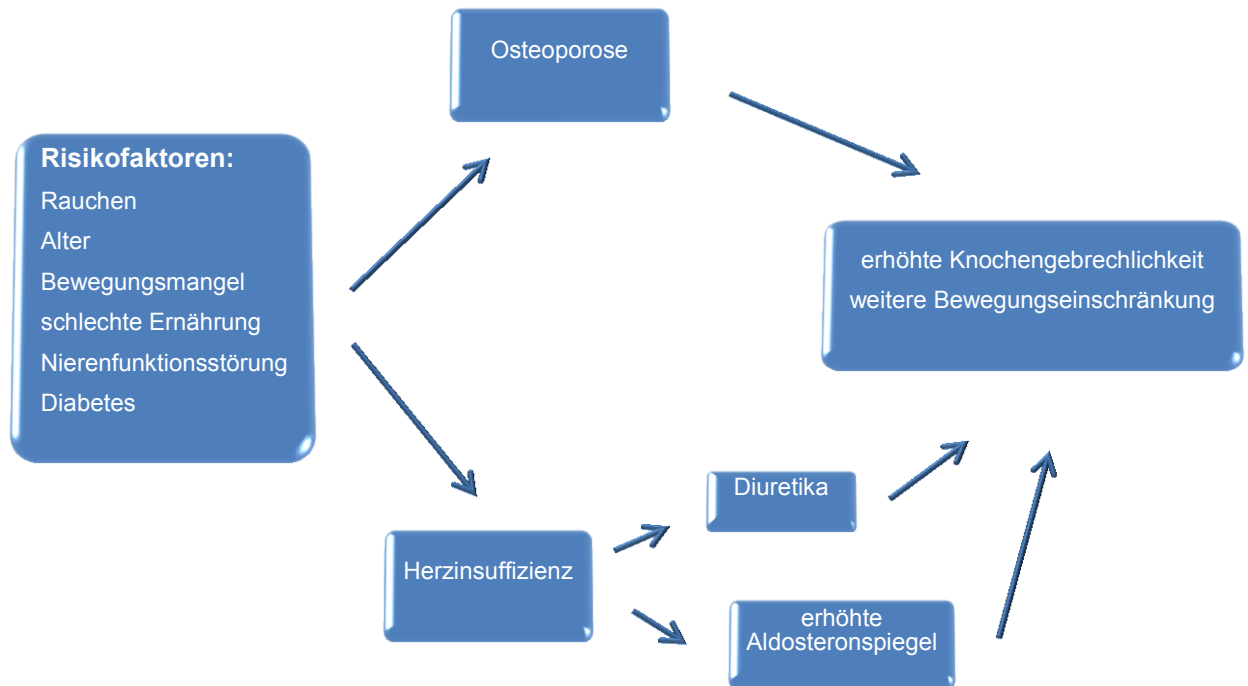 Osteoporose
Risikofaktoren:
Rauchen
Alter
Bewegungsmangel
schlechte Ernährung
Nierenfunktionsstörung
Diabetes
erhöhte Knochengebrechlichkeit
weitere Bewegungseinschränkung
Diuretika
Herzinsuffizienz
erhöhte
Aldosteronspiegel